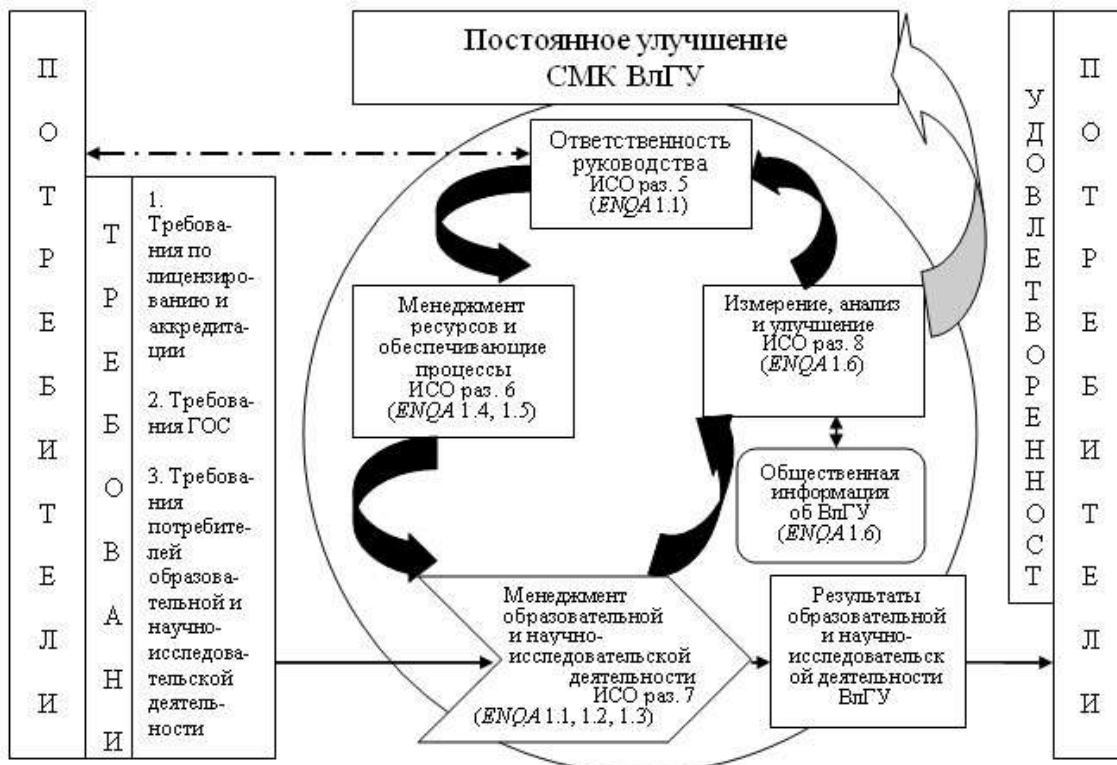 Постоянное улучшение
СМК ВлГУ
ПОТРЕБИТЕЛИ
ТРЕБОВАНИ
1.
Требова-
ния по
лицензиро-
ванию и
аккредита-
ции
2. Требова-
ния ГОС
3. Требова-
ния
потребите-
лей
образова-
тельной и
научно-
исследова-
тельской
деятель-
ности
Ответственность
руководства
ИСО раз. 5
(ENQA 1.1)
Менеджмент
ресурсов и
обеспечивающие
процессы
ИСО раз. 6
(ENQA 1.4, 1.5)
Измерение, анализ
и улучшение
ИСО раз. 8
(ENQA 1.6)
Общественная
информация
об ВлГУ
(ENQA 1.6)
Менеджмент
образовательной
и научно-
исследовательской
деятельности
ИСО раз. 7
(ENQA 1.1, 1.2, 1.3)
Результаты
образовательной
и научно-
исследовательск
ой деятельности
ВлГУ
УДОВЛЕТВОРЕННОСТ
ПОТРЕБИТЕЛИ